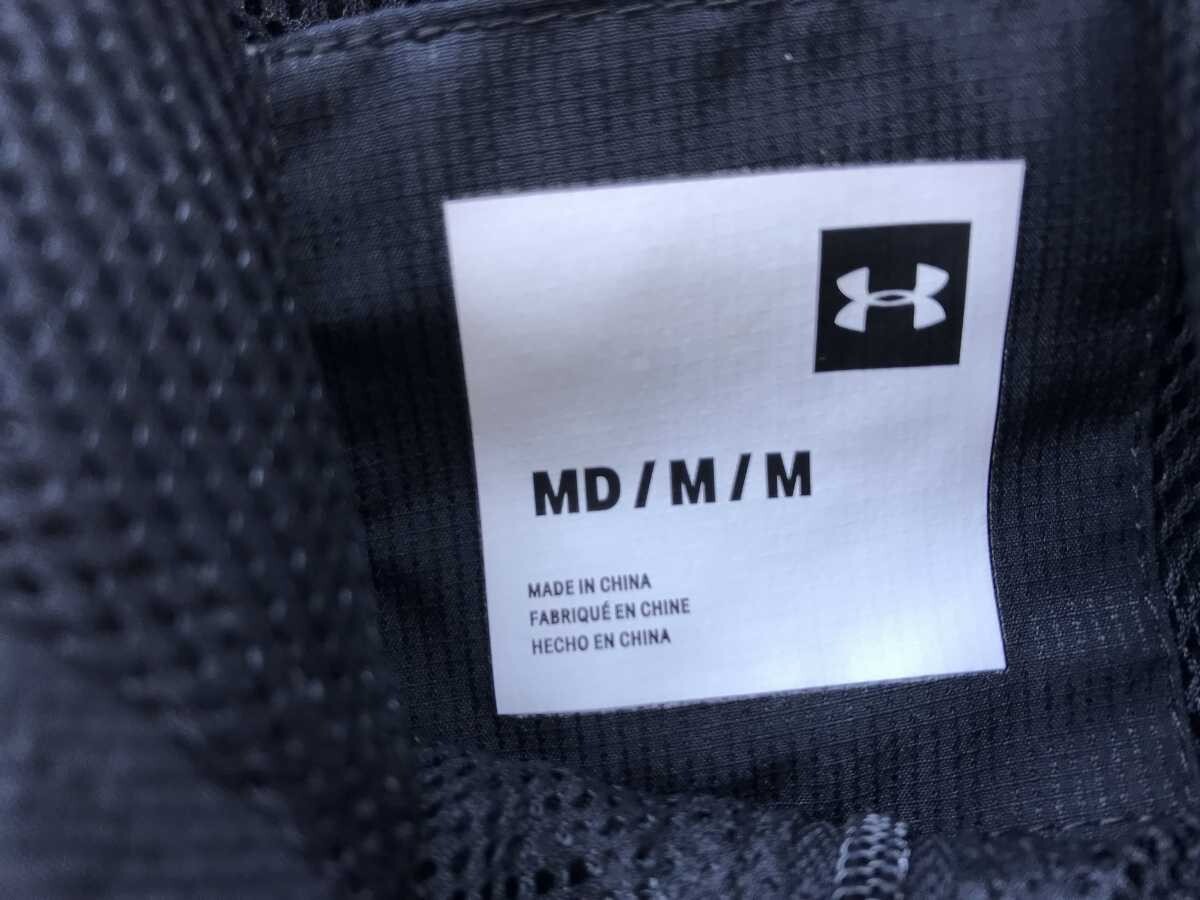 MD / M / M
MADE IN CHINA
FABRIQUÉ EN CHINE
HECHO EN CHINA